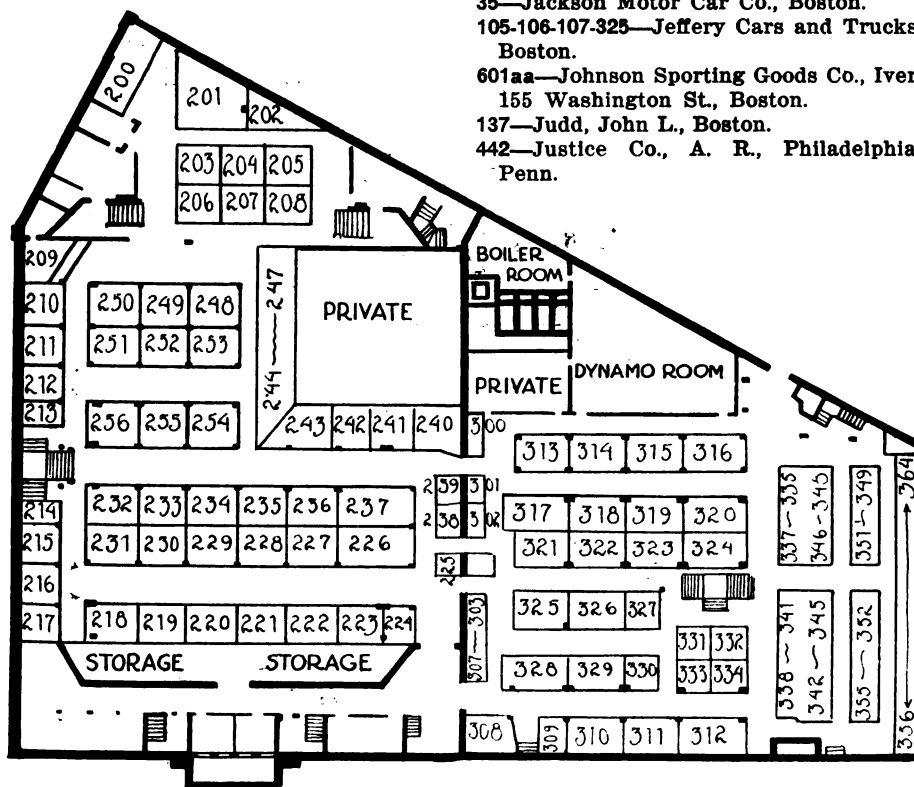 35—Jackson Motor Car Co., Boston.
105-106-107-325—Jeffery Cars and Trucks
Boston.
601aa—Johnson Sporting Goods Co., Iver
155 Washington St., Boston.
137—Judd, John L., Boston.
442—Justice Co., A. R., Philadelphia
Penn.
200
201
202
203 204 205
206 207 208
209
210
211
212
213
250 249 248
251 252 253
256 255 254
244—247
PRIVATE
243 242 241 240
BOILER
ROOM
PRIVATE
DYNAMO ROOM
300
239 301
238 302
225
232 233 234 235 236 237
231 230 229 228 227 226
214
215
216
217
218 219 220 221 222 223 224
STORAGE STORAGE
307—303
308
309 310 311 312
313 314 315 316
317 318 319 320
321 322 323 324
325 326 327
328 329 330
331 332
333 334
337~335
346~345
351~349
338~341
342~345
355~352
336 364